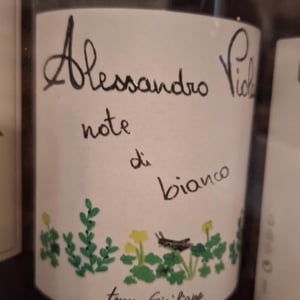 Alessandro Viola
note
di
bianco